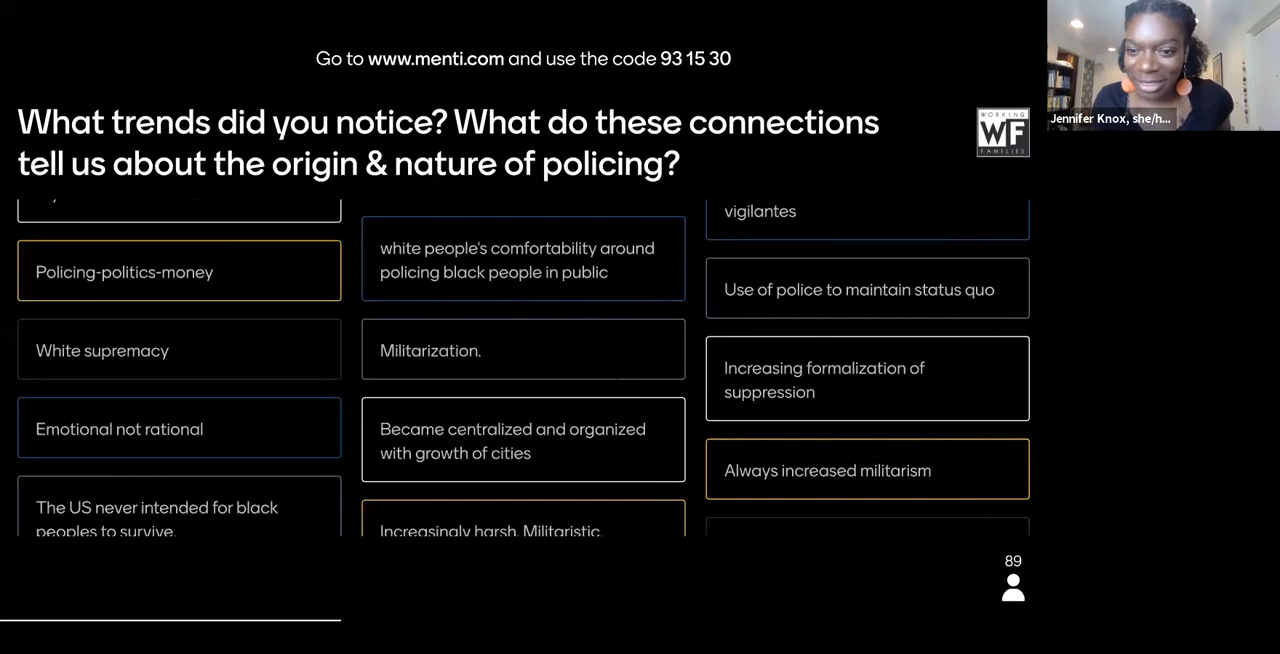 Go to www.menti.com and use the code 93 15 30
What trends did you notice? What do these connections
tell us about the origin & nature of policing?
WORKING
WF
FAMILIES
Jennifer Knox, she/h...
Policing-politics-money
White supremacy
Emotional not rational
The US never intended for black
peoples to survive.
white people's comfortability around
policing black people in public
Militarization.
Became centralized and organized
with growth of cities
Increasingly harsh. Militaristic.
vigilantes
Use of police to maintain status quo
Increasing formalization of
suppression
Always increased militarism
89